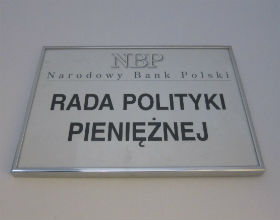 NBP
Narodowy Bank Polski
RADA POLITYKI
PIENIĘŻNEJ